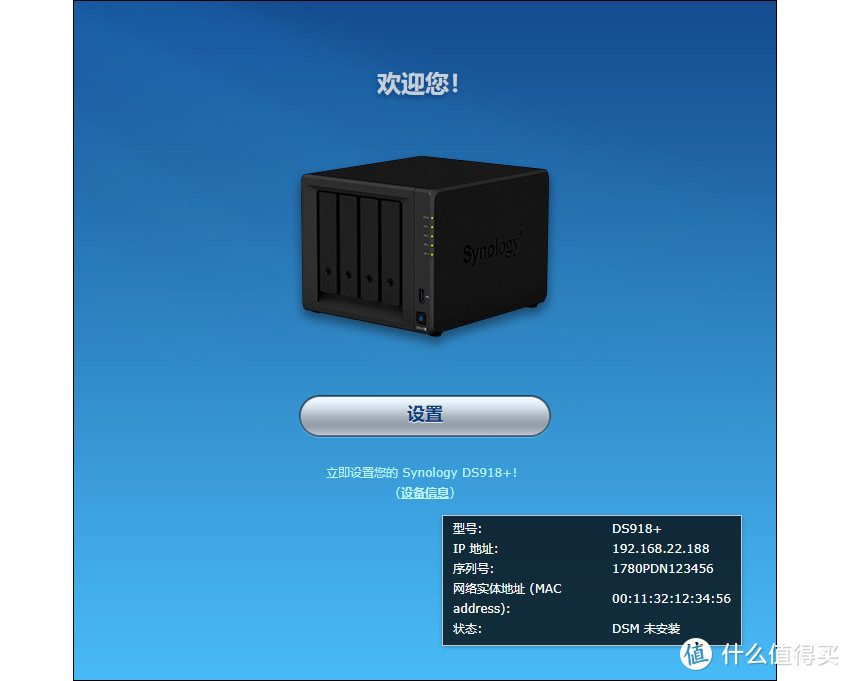 欢迎您!
Synology
设置
立即设置您的 Synology DS918+!
(设备信息)
型号: DS918+
IP 地址: 192.168.22.188
序列号: 1780PDN123456
网络实体地址 (MAC address): 00:11:32:12:34:56
状态: DSM 未安装
值 什么值得买